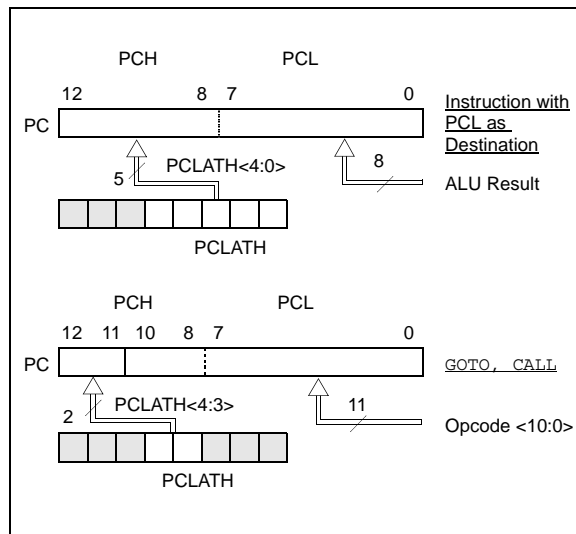 PCH PCL
12 8 7 0
PC
Instruction with
PCL as
Destination
5 PCLATH<4:0> 8
ALU Result
PCLATH
PCH PCL
12 11 10 8 7 0
PC
GOTO, CALL
2 PCLATH<4:3> 11
Opcode <10:0>
PCLATH